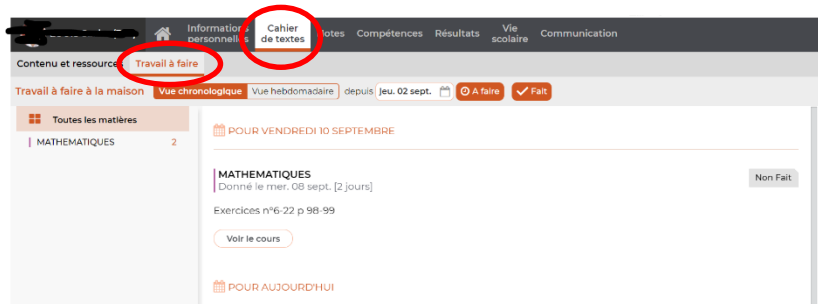 Informations personnelles
Cahier de textes
Notes
Compétences
Résultats
Vie scolaire
Communication
Contenu et ressources
Travail à faire
Travail à faire à la maison
Vue chronologique
Vue hebdomadaire
depuis
Jeu. 02 sept.
A faire
Fait
Toutes les matières
MATHEMATIQUES 2
POUR VENDREDI 10 SEPTEMBRE
MATHEMATIQUES
Non Fait
Donné le mer. 08 sept. [2 jours]
Exercices n°6-22 p 98-99
Voir le cours
POUR AUJOURD'HUI